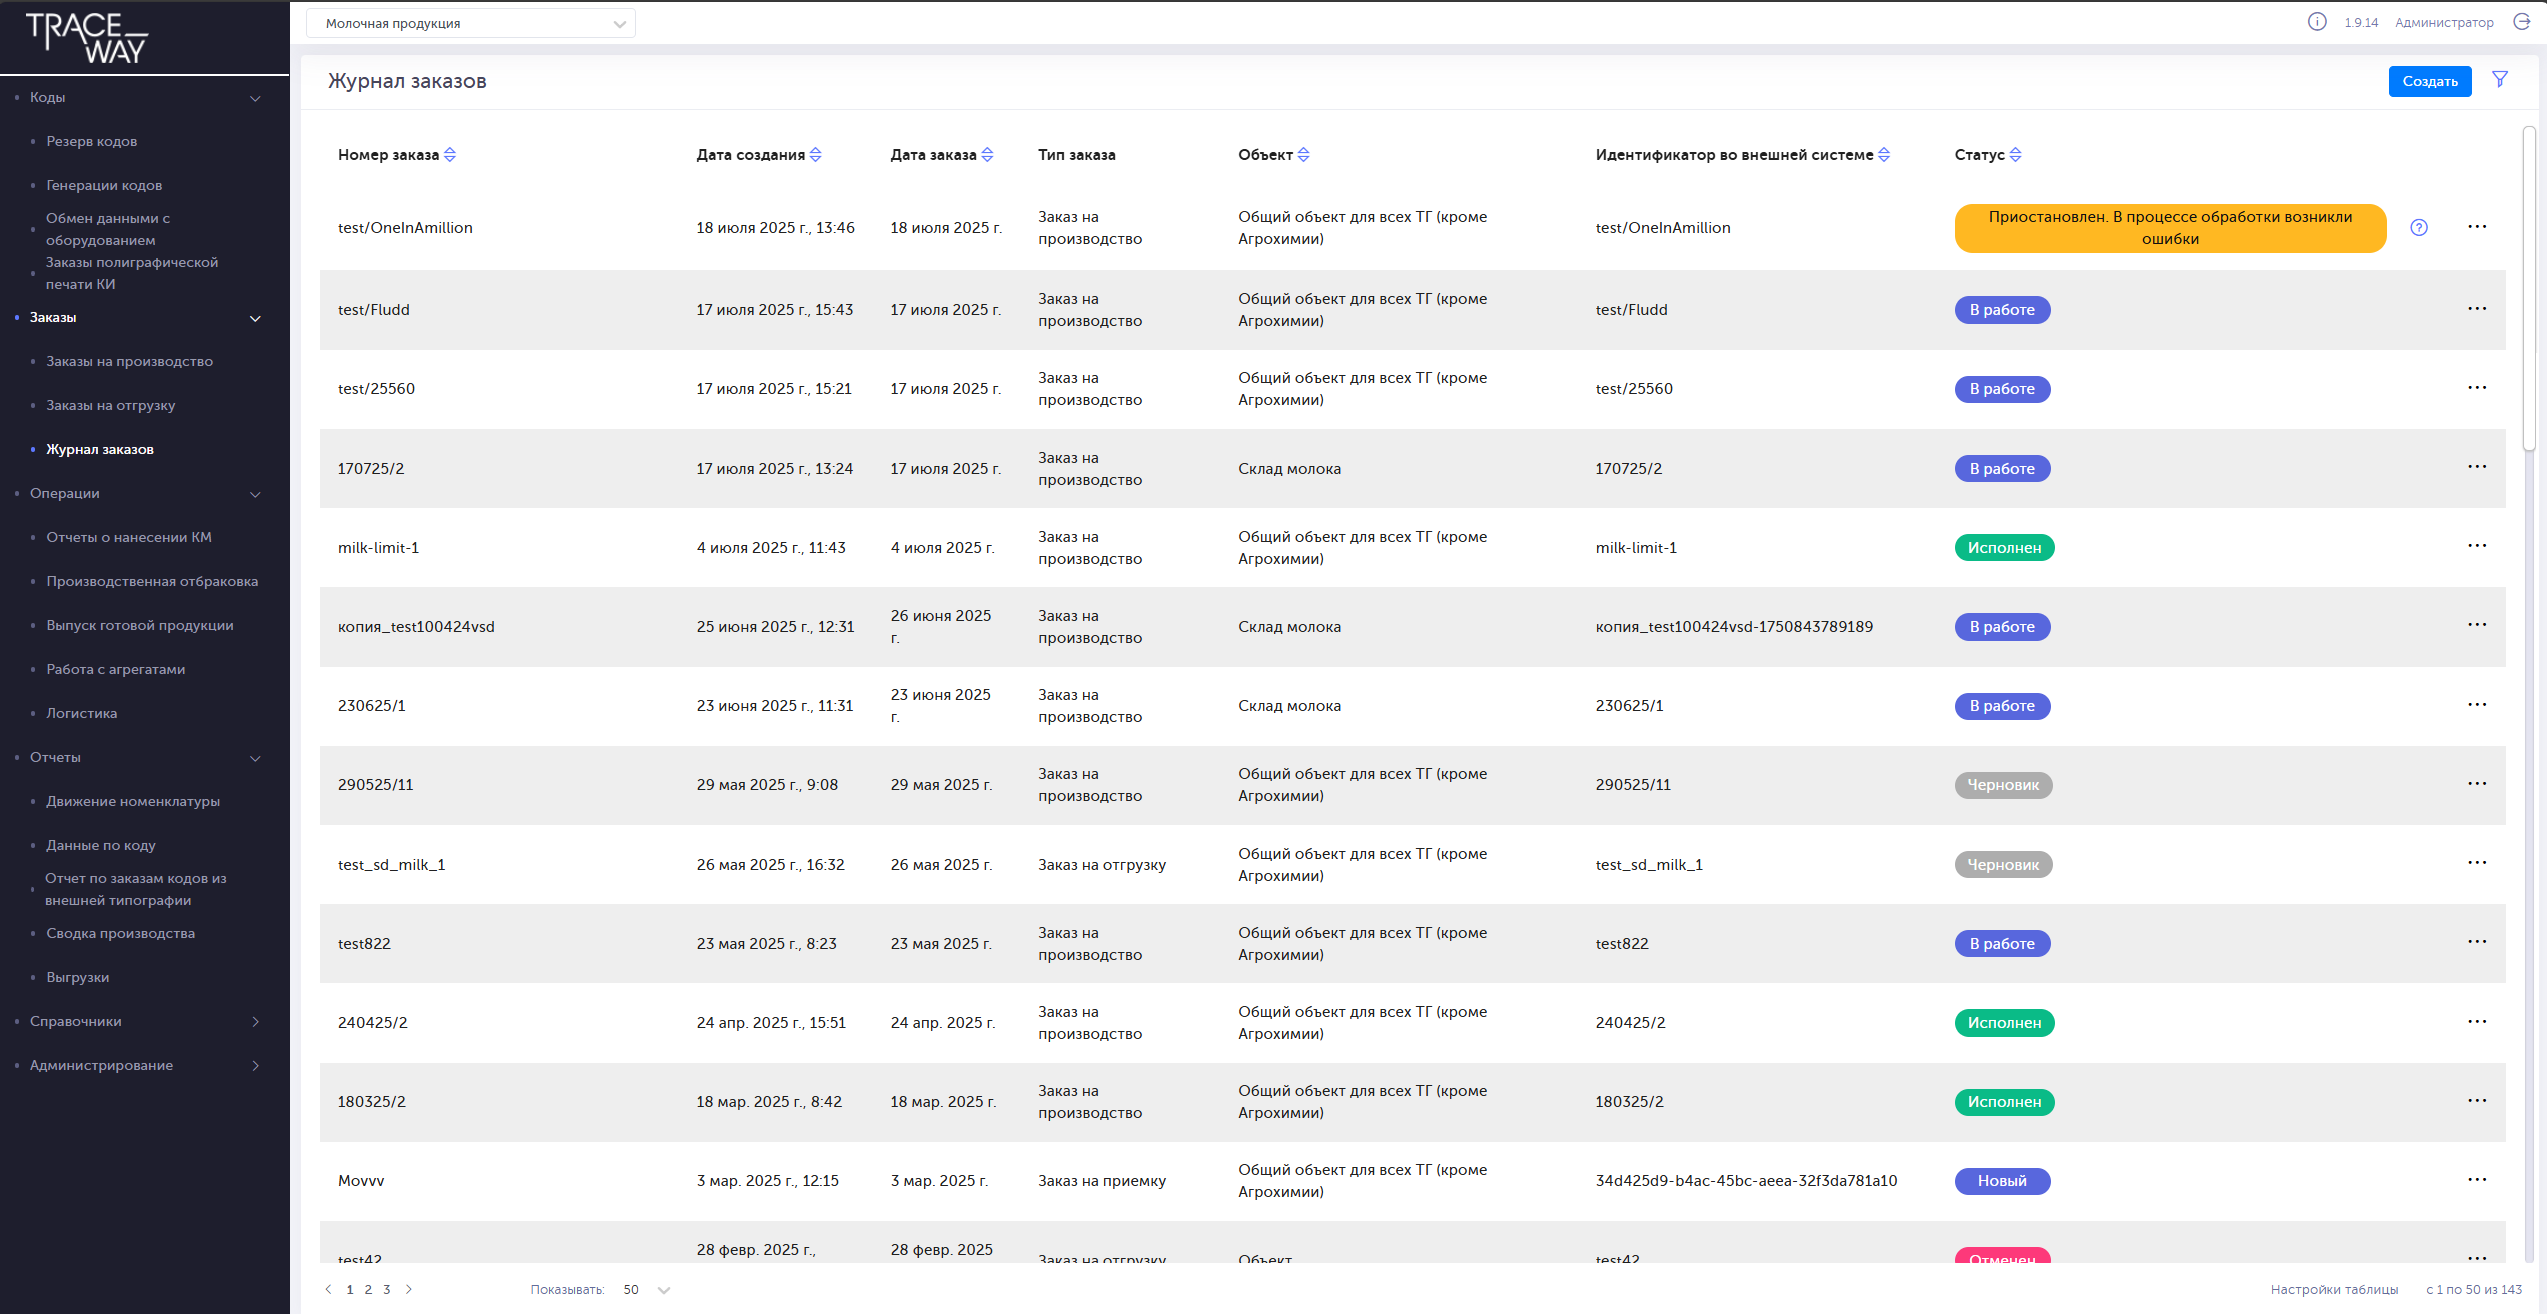 TRACE_
WAY
Молочная продукция
1.9.14
Администратор
Коды
Резерв кодов
Генерации кодов
Обмен данными с
оборудованием
Заказы полиграфической
печати КИ
Заказы
Заказы на производство
Заказы на отгрузку
Журнал заказов
Операции
Отчеты о нанесении КМ
Производственная отбраковка
Выпуск готовой продукции
Работа с агрегатами
Логистика
Отчеты
Движение номенклатуры
Данные по коду
Отчет по заказам кодов из
внешней типографии
Сводка производства
Выгрузки
Справочники
Администрирование
Журнал заказов
Создать
Номер заказа Дата создания Дата заказа Тип заказа Объект Идентификатор во внешней системе Статус
test/OneInAmillion 18 июля 2025 г., 13:46 18 июля 2025 г. Заказ на производство Общий объект для всех ТГ (кроме Агрохимии) test/OneInAmillion Приостановлен. В процессе обработки возникли ошибки
test/Fludd 17 июля 2025 г., 15:43 17 июля 2025 г. Заказ на производство Общий объект для всех ТГ (кроме Агрохимии) test/Fludd В работе
test/25560 17 июля 2025 г., 15:21 17 июля 2025 г. Заказ на производство Общий объект для всех ТГ (кроме Агрохимии) test/25560 В работе
170725/2 17 июля 2025 г., 13:24 17 июля 2025 г. Заказ на производство Склад молока 170725/2 В работе
milk-limit-1 4 июля 2025 г., 11:43 4 июля 2025 г. Заказ на производство Общий объект для всех ТГ (кроме Агрохимии) milk-limit-1 Исполнен
копия_test100424vsd 25 июня 2025 г., 12:31 26 июня 2025 г. Заказ на производство Склад молока копия_test100424vsd-1750843789189 В работе
230625/1 23 июня 2025 г., 11:31 23 июня 2025 г. Заказ на производство Склад молока 230625/1 В работе
290525/11 29 мая 2025 г., 9:08 29 мая 2025 г. Заказ на производство Общий объект для всех ТГ (кроме Агрохимии) 290525/11 Черновик
test_sd_milk_1 26 мая 2025 г., 16:32 26 мая 2025 г. Заказ на отгрузку Общий объект для всех ТГ (кроме Агрохимии) test_sd_milk_1 Черновик
test822 23 мая 2025 г., 8:23 23 мая 2025 г. Заказ на производство Общий объект для всех ТГ (кроме Агрохимии) test822 В работе
240425/2 24 апр. 2025 г., 15:51 24 апр. 2025 г. Заказ на производство Общий объект для всех ТГ (кроме Агрохимии) 240425/2 Исполнен
180325/2 18 мар. 2025 г., 8:42 18 мар. 2025 г. Заказ на производство Общий объект для всех ТГ (кроме Агрохимии) 180325/2 Исполнен
Movvv 3 мар. 2025 г., 12:15 3 мар. 2025 г. Заказ на приемку Общий объект для всех ТГ (кроме Агрохимии) 34d425d9-b4ac-45bc-aeea-32f3da781a10 Новый
test42 28 февр. 2025 г., 28 февр. 2025 Заказ на отгрузку Объект test42 Отменен
1 2 3
Показывать: 50
Настройки таблицы
с 1 по 50 из 143